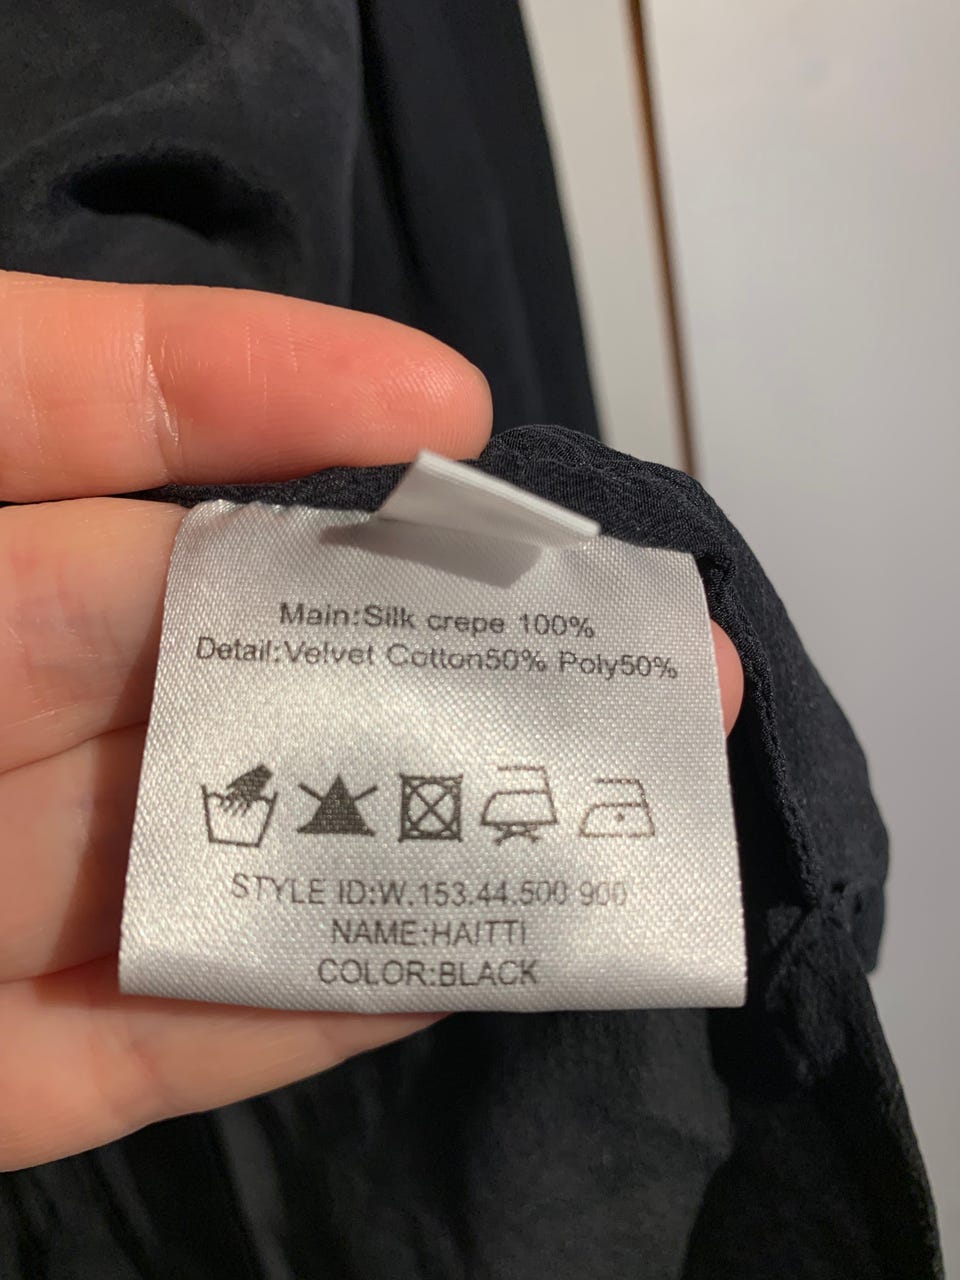 Main:Silk crepe 100%
Detail:Velvet Cotton50% Poly50%
STYLE ID:W.153.44.500 900
NAME:HAITTI
COLOR:BLACK